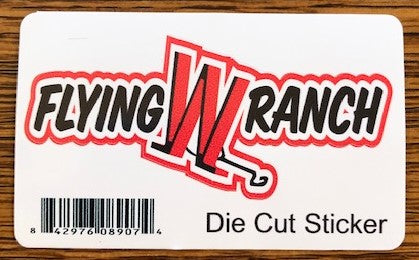 FLYING W RANCH
Die Cut Sticker
8 42976 08907 4